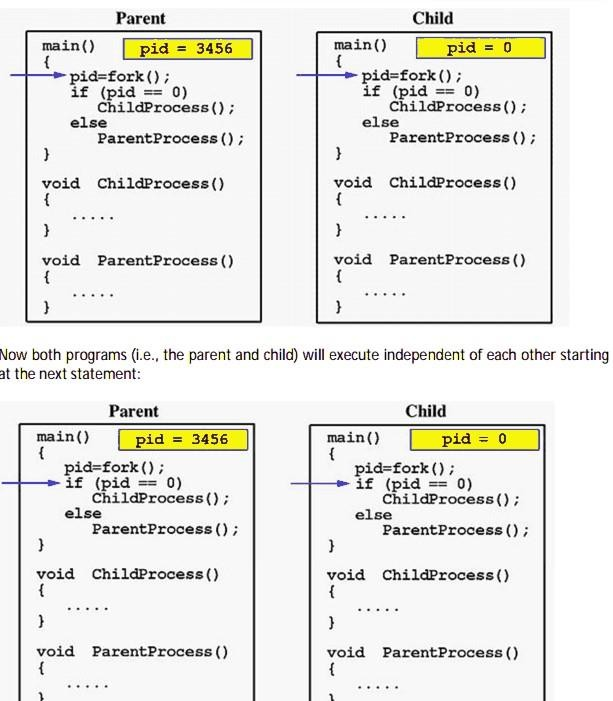 Parent
main() pid = 3456
{
pid=fork();
if (pid == 0)
ChildProcess();
else
ParentProcess();
}
void ChildProcess()
{
.....
}
void ParentProcess()
{
.....
}
Child
main() pid = 0
{
pid=fork();
if (pid == 0)
ChildProcess();
else
ParentProcess();
}
void ChildProcess()
{
.....
}
void ParentProcess()
{
.....
}
Now both programs (i.e., the parent and child) will execute independent of each other starting
at the next statement:
Parent
main() pid = 3456
{
pid=fork();
if (pid == 0)
ChildProcess();
else
ParentProcess();
}
void ChildProcess()
{
.....
}
void ParentProcess()
{
.....
}
Child
main() pid = 0
{
pid=fork();
if (pid == 0)
ChildProcess();
else
ParentProcess();
}
void ChildProcess()
{
.....
}
void ParentProcess()
{
.....
}